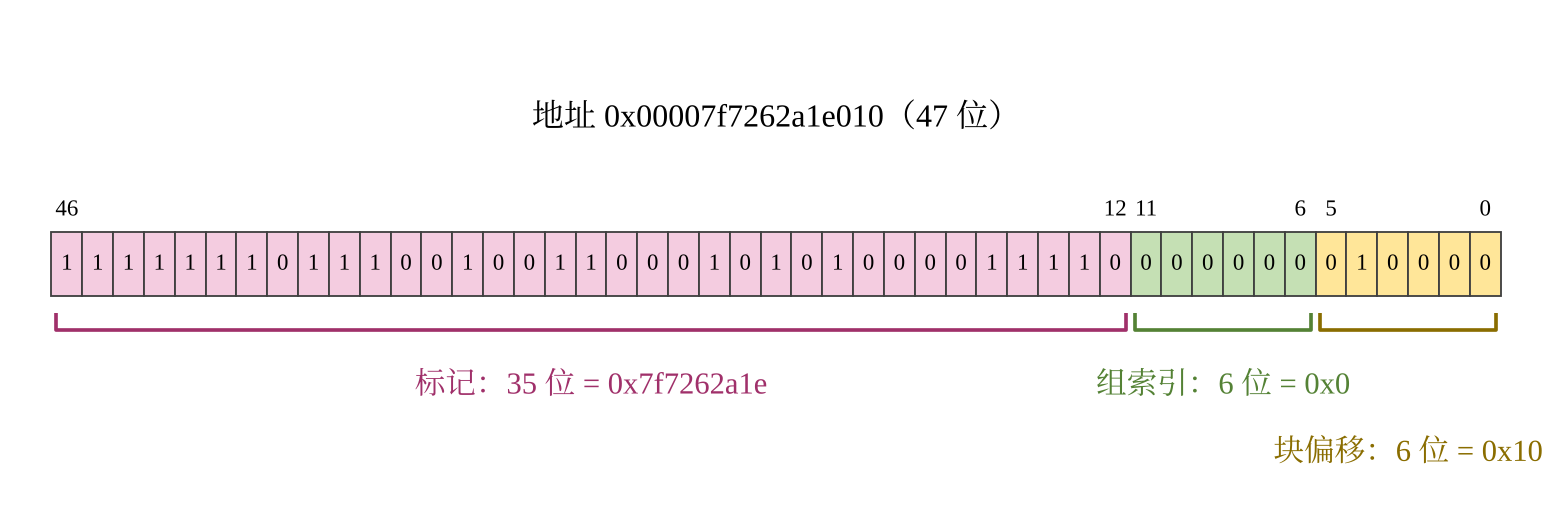 地址 0x00007f7262a1e010（47 位）
46 12 11 6 5 0
1 1 1 1 1 1 1 0 1 1 1 0 0 1 0 0 1 1 0 0 0 1 0 1 0 1 0 0 0 0 1 1 1 1 0 0 0 0 0 0 0 0 1 0 0 0 0
标记：35 位 = 0x7f7262a1e
组索引：6 位 = 0x0
块偏移：6 位 = 0x10